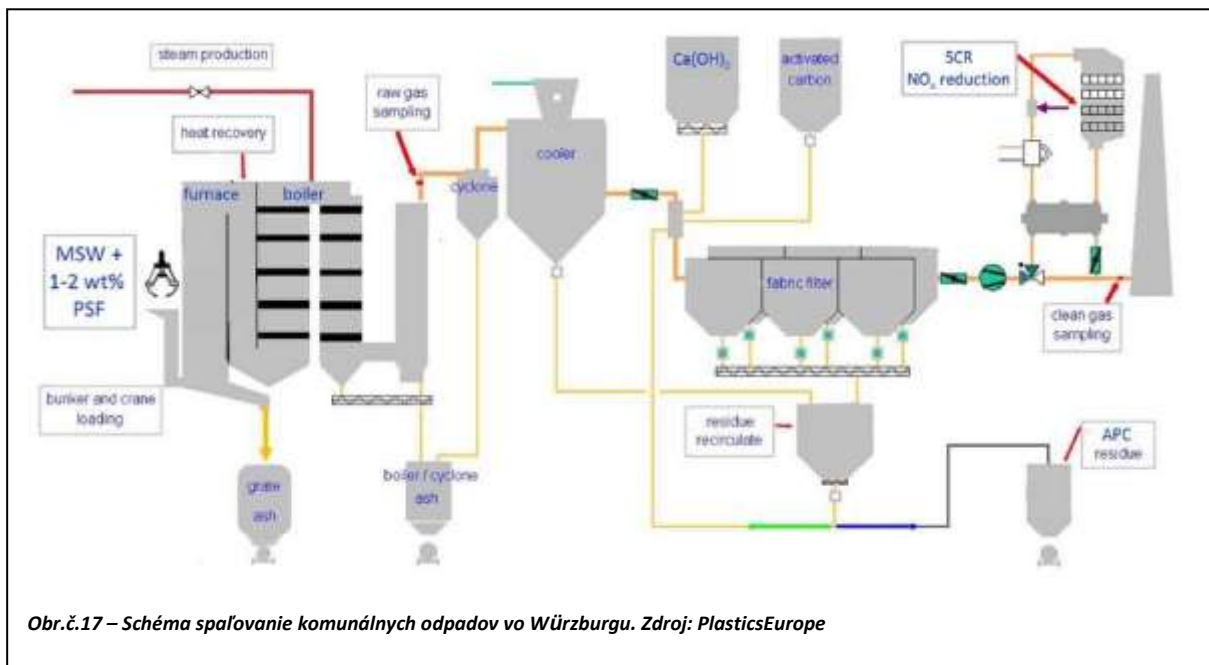 steam production
raw gas
sampling
heat recovery
furnace
boiler
cyclone
cooler
Ca(OH)₂
activated
carbon
SCR
NOx reduction
MSW +
1-2 wt%
PSF
fabric filter
clean gas
sampling
bunker and crane
loading
grate
ash
boiler / cyclone
ash
residue
recirculate
APC
residue
Obr.č.17 – Schéma spaľovanie komunálnych odpadov vo Würzburgu. Zdroj: PlasticsEurope